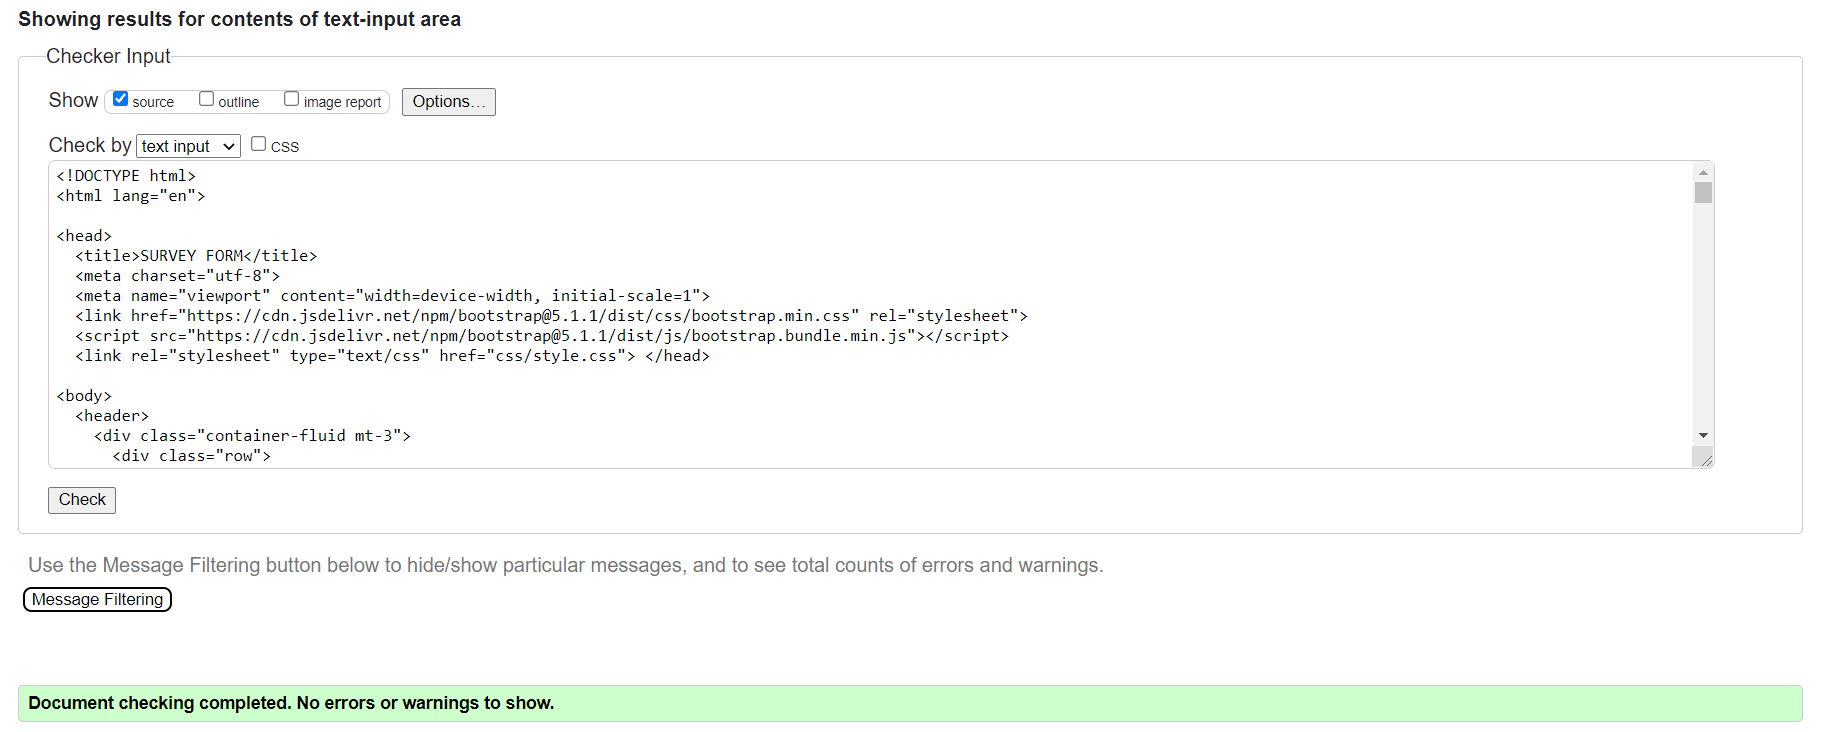 Showing results for contents of text-input area
Checker Input
Show source outline image report Options...
Check by text input CSS
<!DOCTYPE html>
<html lang="en">
<head>
<title>SURVEY FORM</title>
<meta charset="utf-8">
<meta name="viewport" content="width=device-width, initial-scale=1">
<link href="https://cdn.jsdelivr.net/npm/bootstrap@5.1.1/dist/css/bootstrap.min.css" rel="stylesheet">
<script src="https://cdn.jsdelivr.net/npm/bootstrap@5.1.1/dist/js/bootstrap.bundle.min.js"></script>
<link rel="stylesheet" type="text/css" href="css/style.css"> </head>
<body>
<header>
<div class="container-fluid mt-3">
<div class="row">
Check
Use the Message Filtering button below to hide/show particular messages, and to see total counts of errors and warnings.
Message Filtering
Document checking completed. No errors or warnings to show.